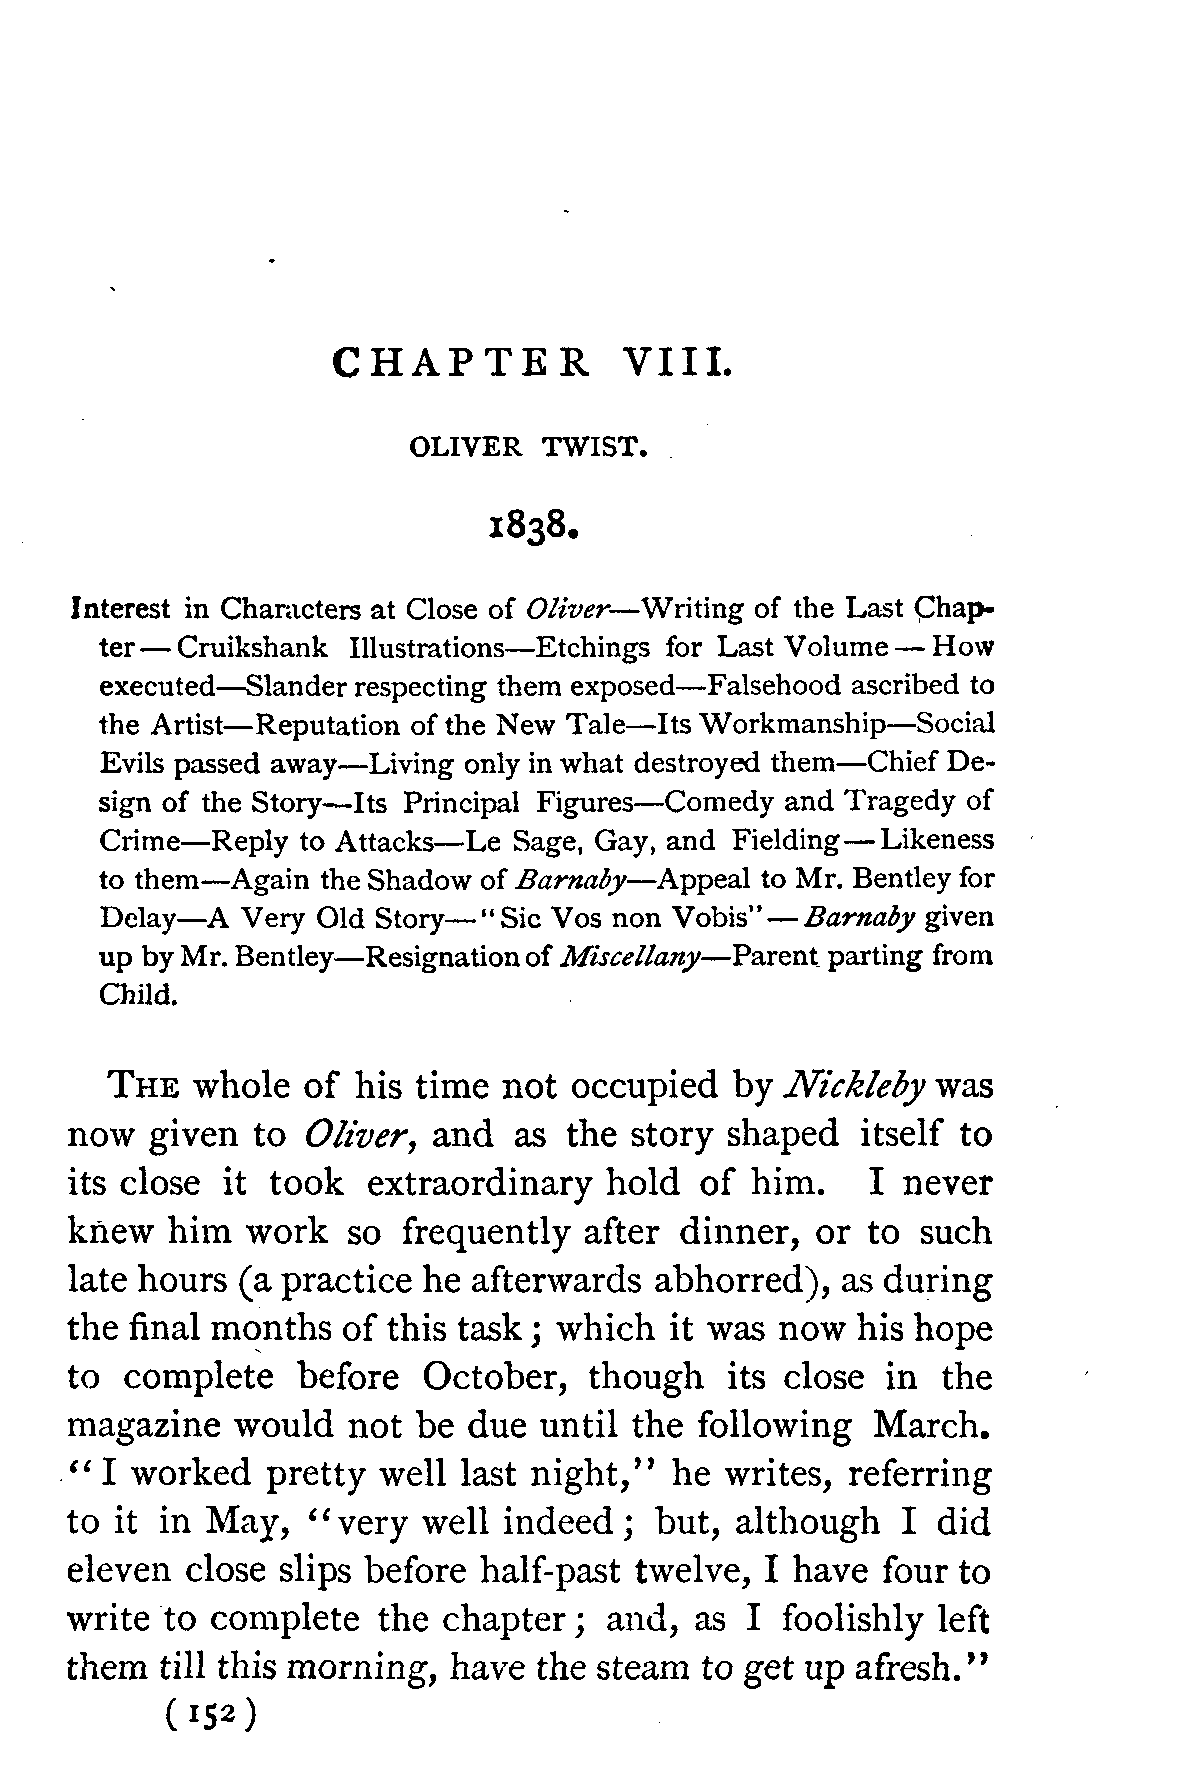 CHAPTER VIII.
OLIVER TWIST.
1838.
Interest in Characters at Close of Oliver—Writing of the Last Chap-
ter—Cruikshank Illustrations—Etchings for Last Volume—How
executed—Slander respecting them exposed—Falsehood ascribed to
the Artist—Reputation of the New Tale—Its Workmanship—Social
Evils passed away—Living only in what destroyed them—Chief De-
sign of the Story—Its Principal Figures—Comedy and Tragedy of
Crime—Reply to Attacks—Le Sage, Gay, and Fielding—Likeness
to them—Again the Shadow of Barnaby—Appeal to Mr. Bentley for
Delay—A Very Old Story—"Sic Vos non Vobis"—Barnaby given
up by Mr. Bentley—Resignation of Miscellany—Parent parting from
Child.
THE whole of his time not occupied by Nickleby was
now given to Oliver, and as the story shaped itself to
its close it took extraordinary hold of him. I never
knew him work so frequently after dinner, or to such
late hours (a practice he afterwards abhorred), as during
the final months of this task; which it was now his hope
to complete before October, though its close in the
magazine would not be due until the following March.
"I worked pretty well last night," he writes, referring
to it in May, "very well indeed; but, although I did
eleven close slips before half-past twelve, I have four to
write to complete the chapter; and, as I foolishly left
them till this morning, have the steam to get up afresh."
(152)